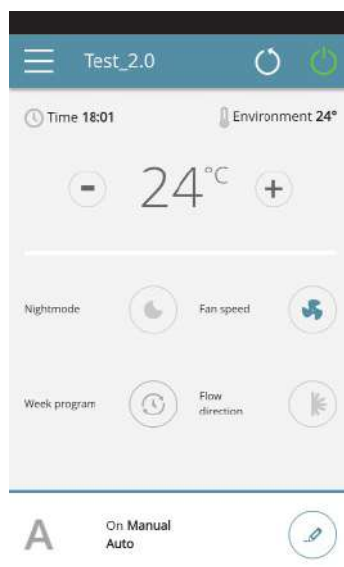 Test_2.0
Time 18:01
Environment 24°
24°C
Nightmode
Fan speed
Week program
Flow
direction
A
On Manual
Auto